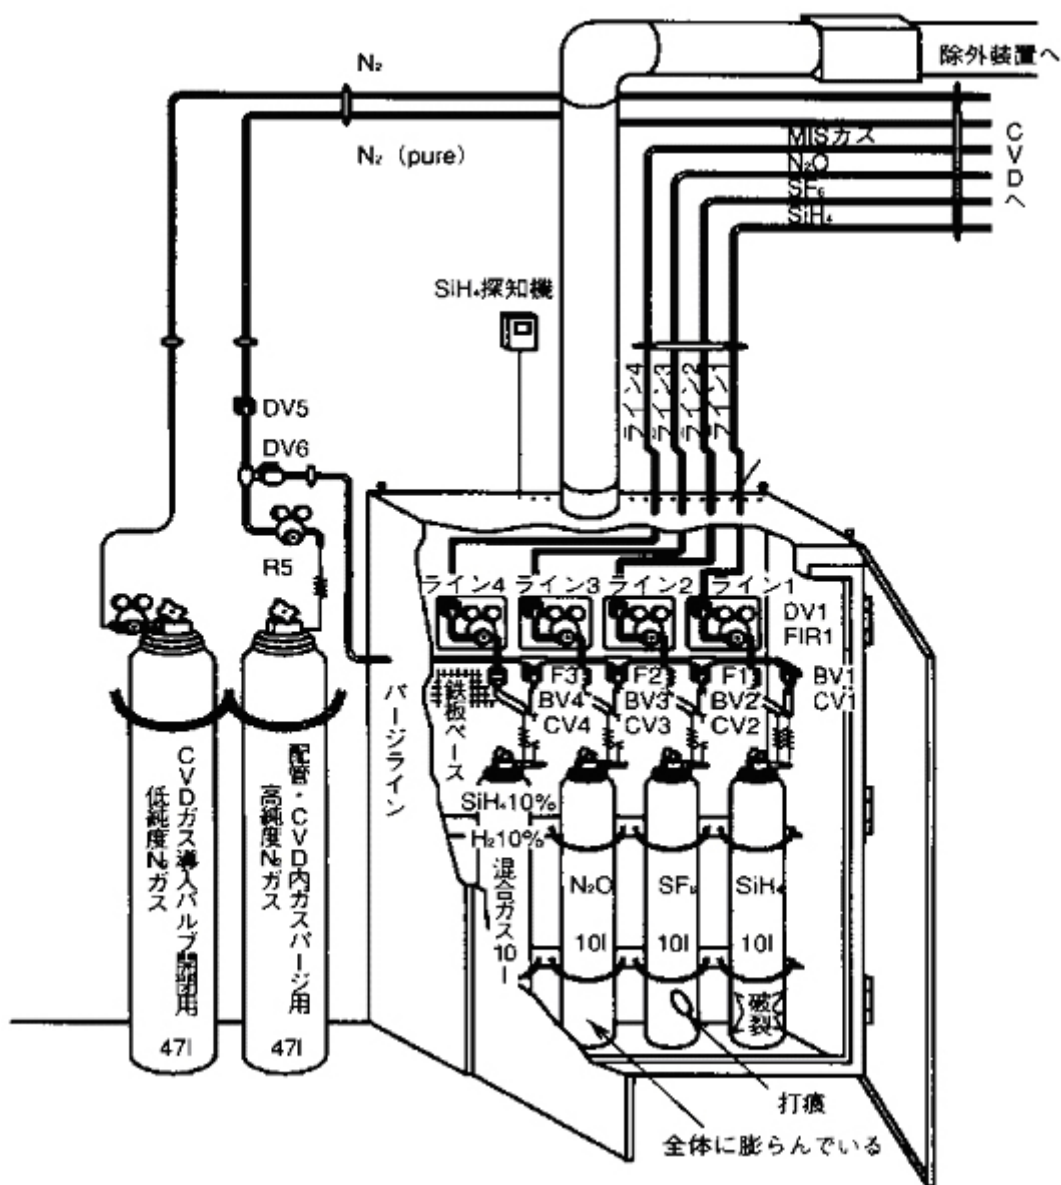 除外装置へ
N₂
N₂ (pure)
MISガス
N₂O
SF₆
SiH₄
CVDへ
SiH₄探知機
ライン4
ライン3
ライン2
ライン1
DV5
DV6
R5
ライン4
ライン3
ライン2
ライン1
DV1
FIR1
F3
F2
F1
BV1
CV1
BV4
CV4
BV3
CV3
BV2
CV2
パージライン
鉄板ベース
CVDガス導入バルブ開閉用
低純度N₂ガス
47l
配管・CVD内ガスパージ用
高純度N₂ガス
47l
SiH₄10%
H₂10%
混合ガス10l
N₂O
10l
SF₆
10l
SiH₄
10l
破裂
打痕
全体に膨らんでいる